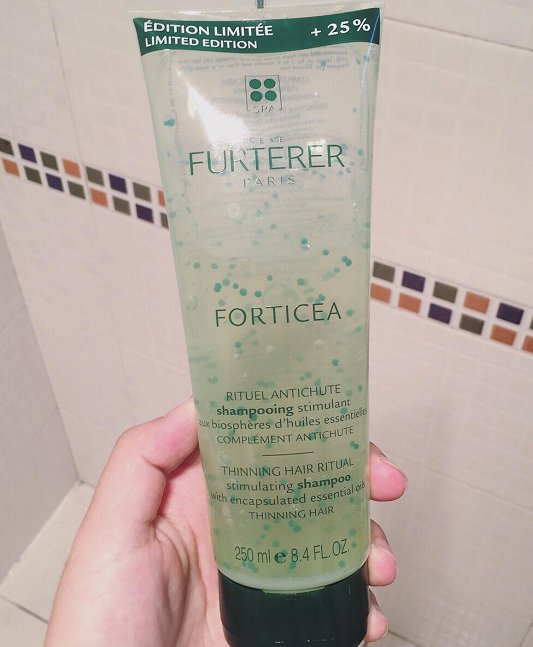 ÉDITION LIMITÉE
LIMITED EDITION
+ 25%
SPA
RENE
FURTERER
PARIS
FORTICEA
RITUEL ANTICHUTE
shampooing stimulant
aux biosphères d'huiles essentielles
COMPLÉMENT ANTICHUTE
THINNING HAIR RITUAL
stimulating shampoo
with encapsulated essential oils
THINNING HAIR
250 ml e 8.4 FL. OZ.